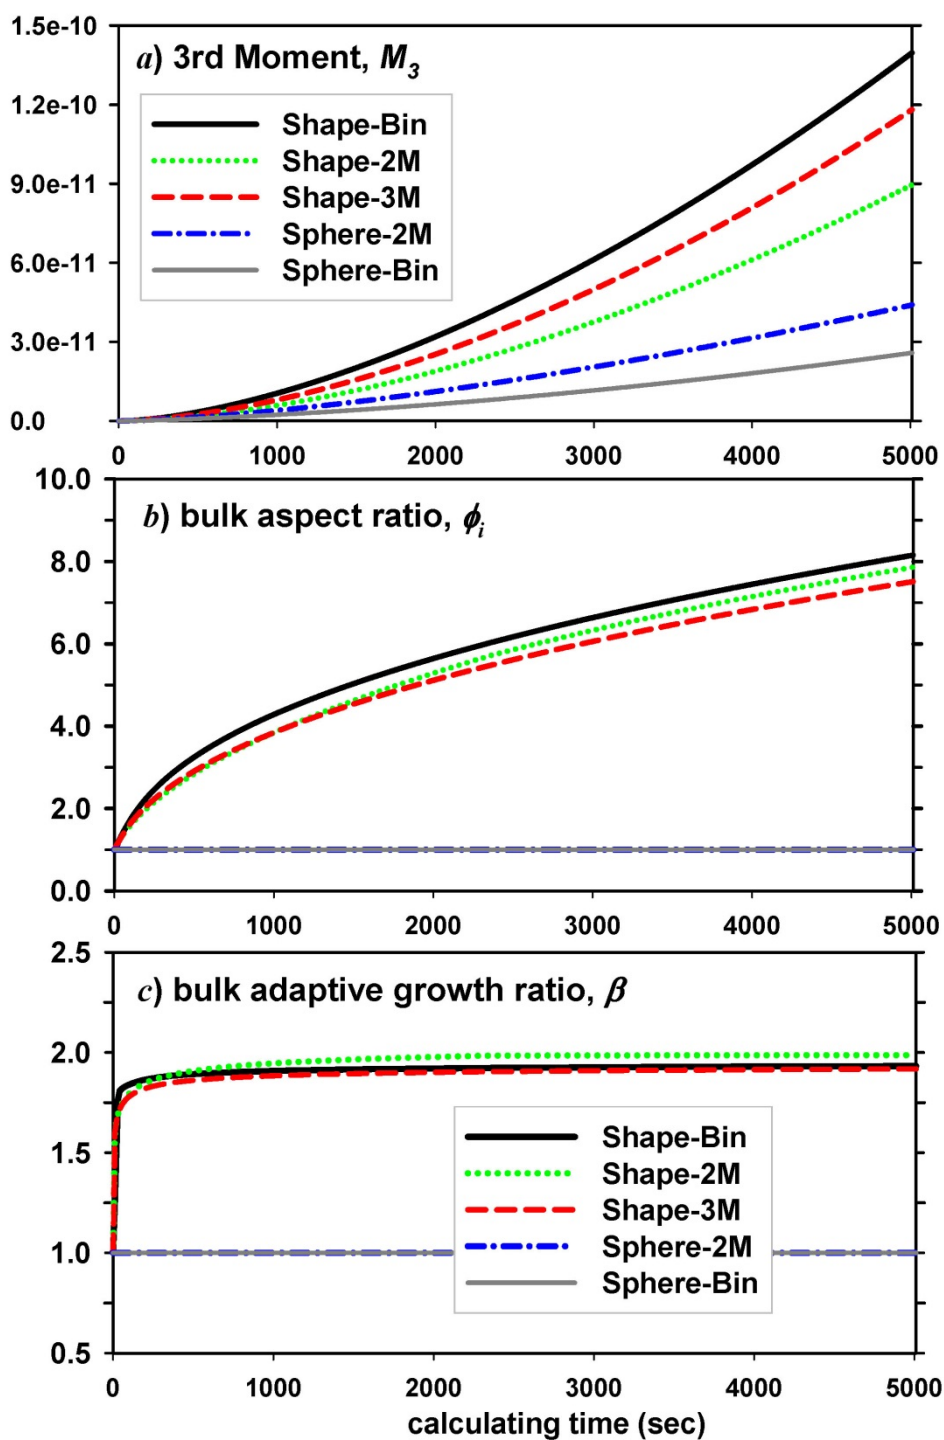 1.5e-10
a) 3rd Moment, M3
1.2e-10
Shape-Bin
Shape-2M
9.0e-11
Shape-3M
Sphere-2M
6.0e-11
Sphere-Bin
3.0e-11
0.0
0 1000 2000 3000 4000 5000
10.0
b) bulk aspect ratio, ϕi
8.0
6.0
4.0
2.0
0.0
0 1000 2000 3000 4000 5000
2.5
c) bulk adaptive growth ratio, β
2.0
Shape-Bin
Shape-2M
1.5
Shape-3M
Sphere-2M
1.0
Sphere-Bin
0.5
0 1000 2000 3000 4000 5000
calculating time (sec)